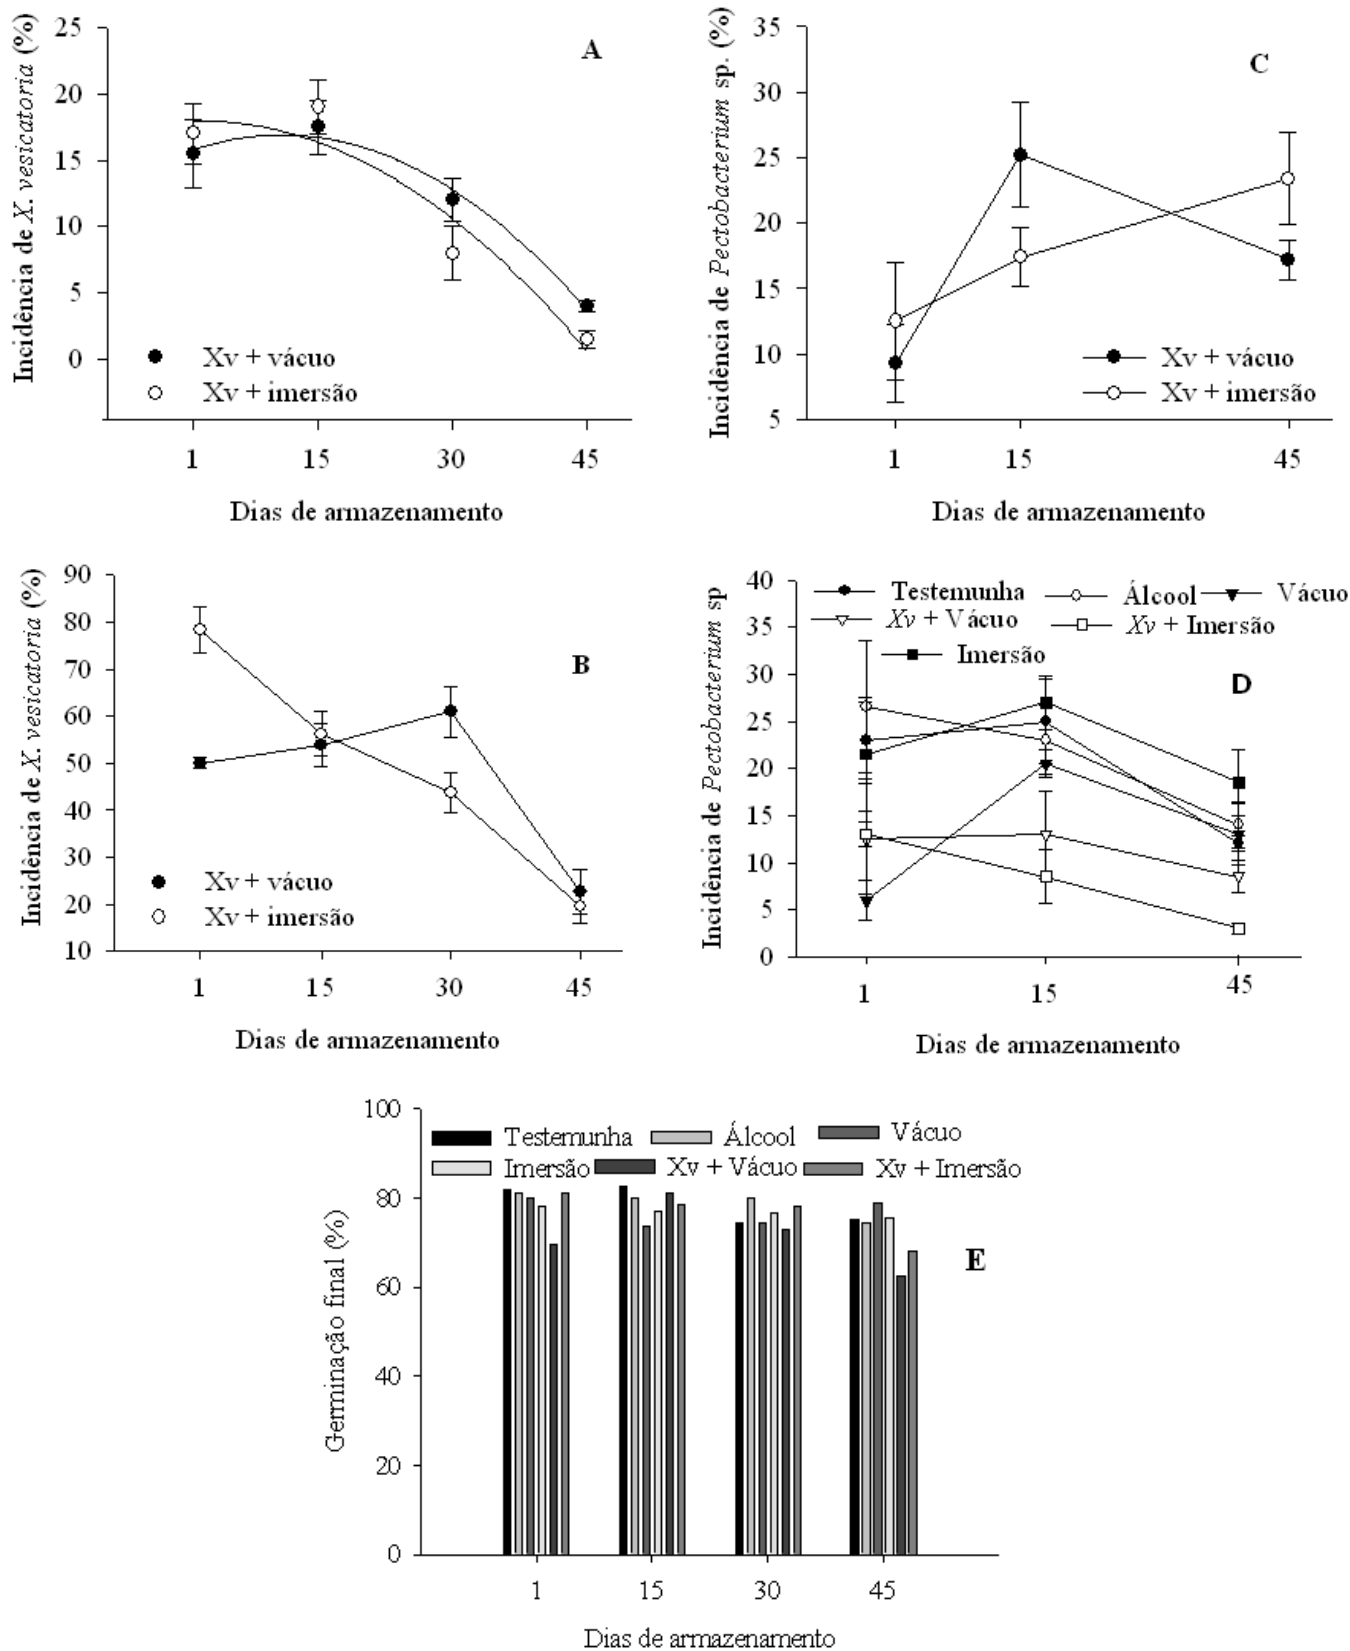 Incidência de X. vesicatoria (%)
25
20
15
10
5
0
A
Xv + vácuo
Xv + imersão
1 15 30 45
Dias de armazenamento
Incidência de Pectobacterium sp. (%)
35
30
25
20
15
10
5
C
Xv + vácuo
Xv + imersão
1 15 45
Dias de armazenamento
Incidência de X. vesicatoria (%)
90
80
70
60
50
40
30
20
10
B
Xv + vácuo
Xv + imersão
1 15 30 45
Dias de armazenamento
Incidência de Pectobacterium sp
40
35
30
25
20
15
10
5
0
Testemunha Álcool Vácuo
Xv + Vácuo Xv + Imersão
Imersão
D
1 15 45
Dias de armazenamento
Germinação final (%)
100
80
60
40
20
0
Testemunha Álcool Vácuo
Imersão Xv + Vácuo Xv + Imersão
E
1 15 30 45
Dias de armazenamento